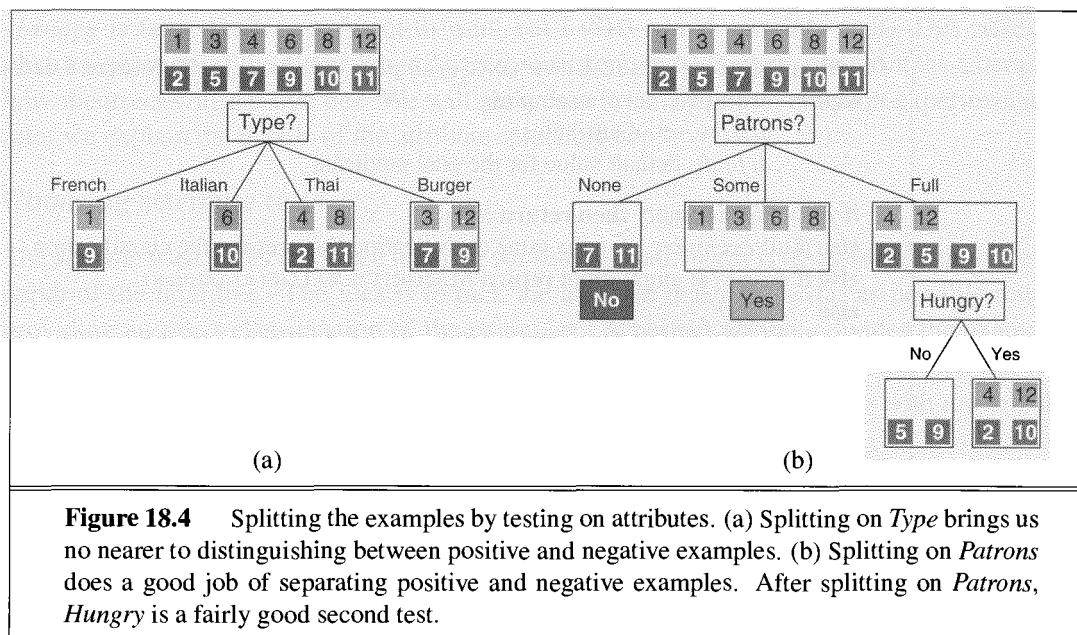 1 3 4 6 8 12
2 5 7 9 10 11
Type?
French Italian Thai Burger
1 6 4 8 3 12
9 10 2 11 7 9
(a)
1 3 4 6 8 12
2 5 7 9 10 11
Patrons?
None Some Full
1 3 6 8 4 12
7 11 2 5 9 10
No Yes Hungry?
No Yes
4 12
5 9 2 10
(b)
Figure 18.4 Splitting the examples by testing on attributes. (a) Splitting on Type brings us
no nearer to distinguishing between positive and negative examples. (b) Splitting on Patrons
does a good job of separating positive and negative examples. After splitting on Patrons,
Hungry is a fairly good second test.